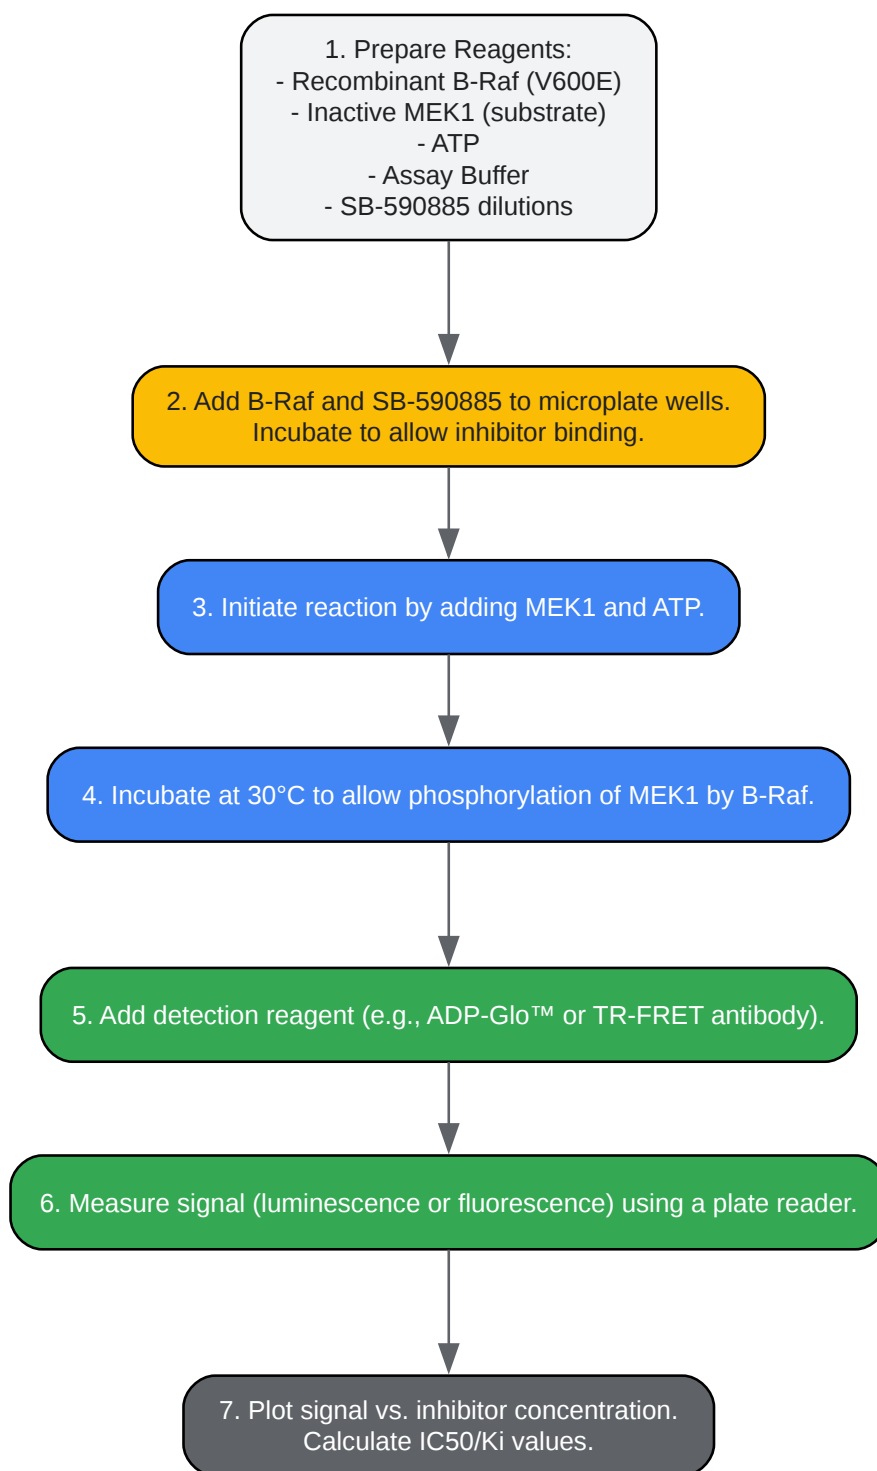 1. Prepare Reagents:
- Recombinant B-Raf (V600E)
- Inactive MEK1 (substrate)
- ATP
- Assay Buffer
- SB-590885 dilutions
2. Add B-Raf and SB-590885 to microplate wells.
Incubate to allow inhibitor binding.
3. Initiate reaction by adding MEK1 and ATP.
4. Incubate at 30°C to allow phosphorylation of MEK1 by B-Raf.
5. Add detection reagent (e.g., ADP-Glo™ or TR-FRET antibody).
6. Measure signal (luminescence or fluorescence) using a plate reader.
7. Plot signal vs. inhibitor concentration.
Calculate IC50/Ki values.